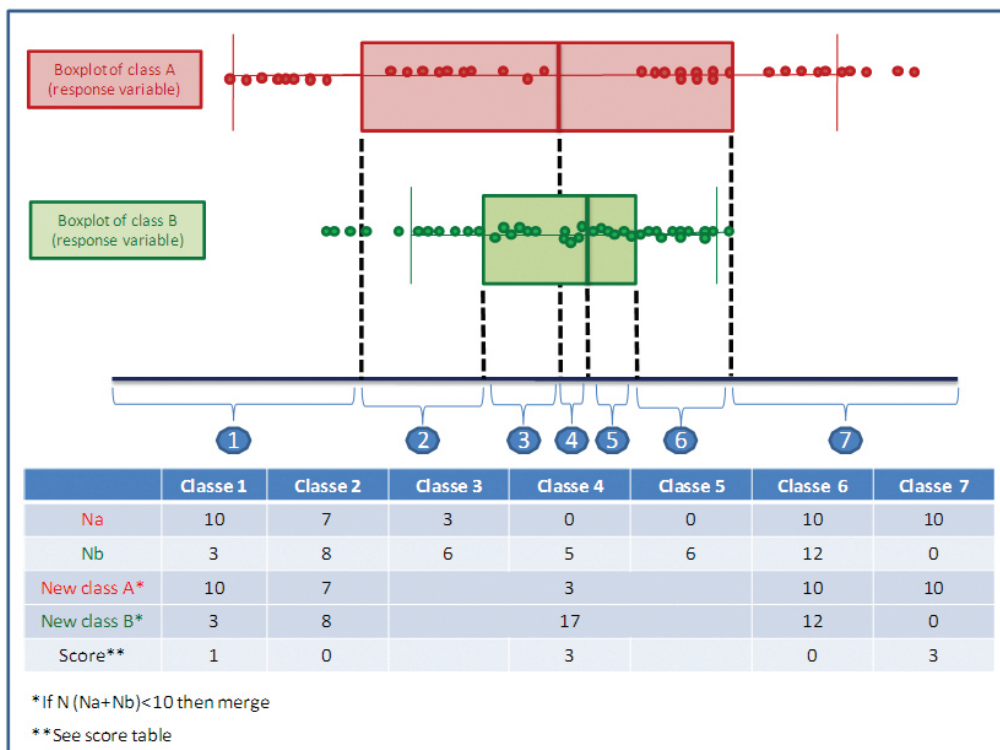 Boxplot of class A
(response variable)
Boxplot of class B
(response variable)
1 2 3 4 5 6 7
Classe 1 Classe 2 Classe 3 Classe 4 Classe 5 Classe 6 Classe 7
Na 10 7 3 0 0 10 10
Nb 3 8 6 5 6 12 0
New class A* 10 7 3 10 10
New class B* 3 8 17 12 0
Score** 1 0 3 0 3
*If N (Na+Nb)<10 then merge
**See score table